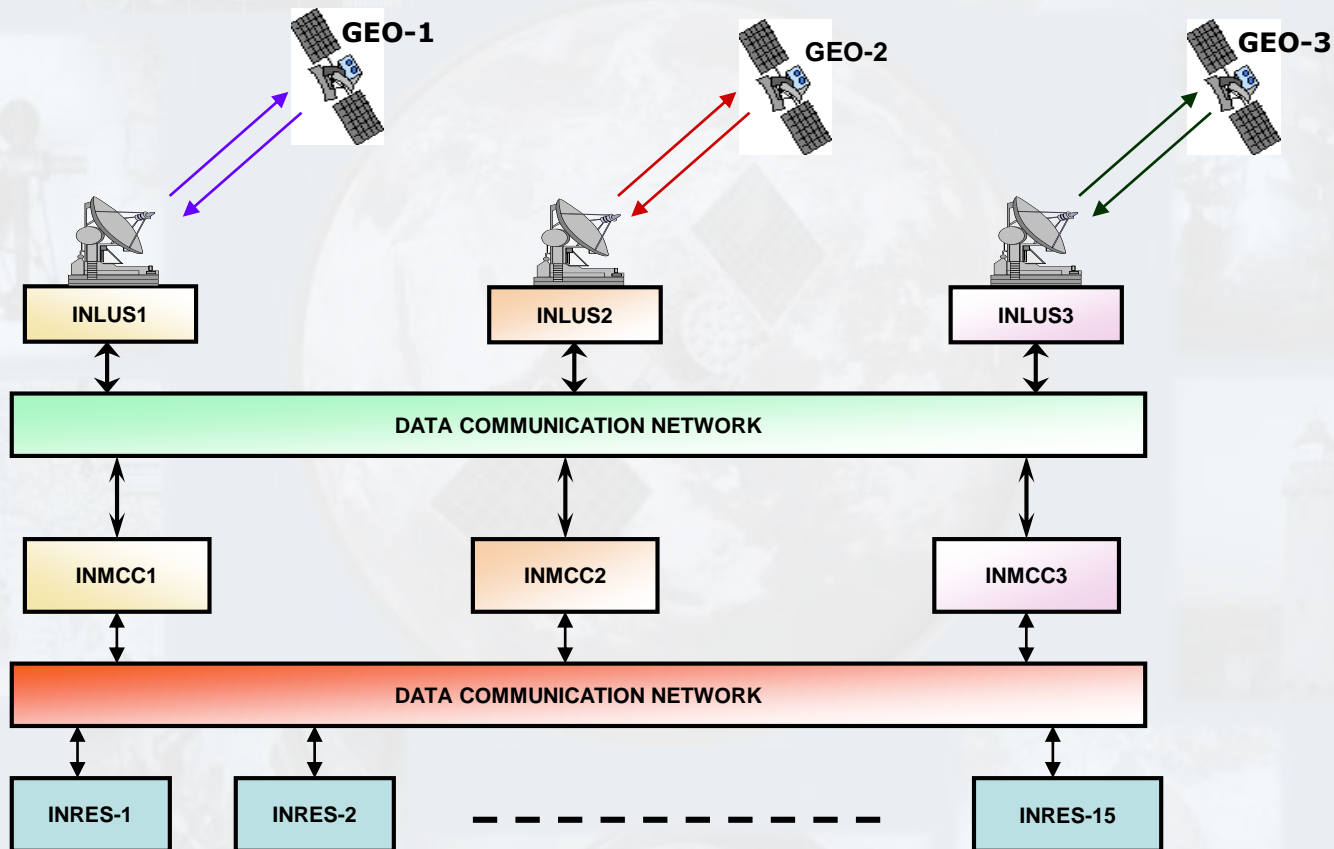 GEO-1
GEO-2
GEO-3
INLUS1
INLUS2
INLUS3
DATA COMMUNICATION NETWORK
INMCC1
INMCC2
INMCC3
DATA COMMUNICATION NETWORK
INRES-1
INRES-2
INRES-15